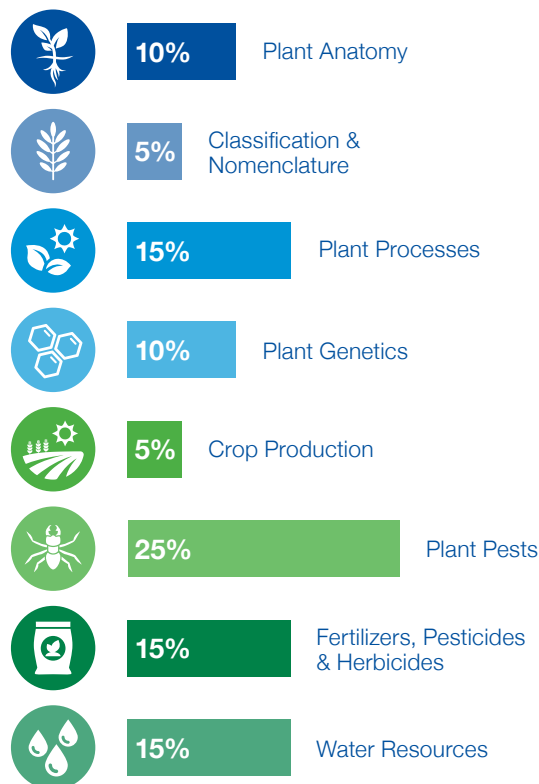 10% Plant Anatomy
5% Classification &
Nomenclature
15% Plant Processes
10% Plant Genetics
5% Crop Production
25% Plant Pests
15% Fertilizers, Pesticides
& Herbicides
15% Water Resources